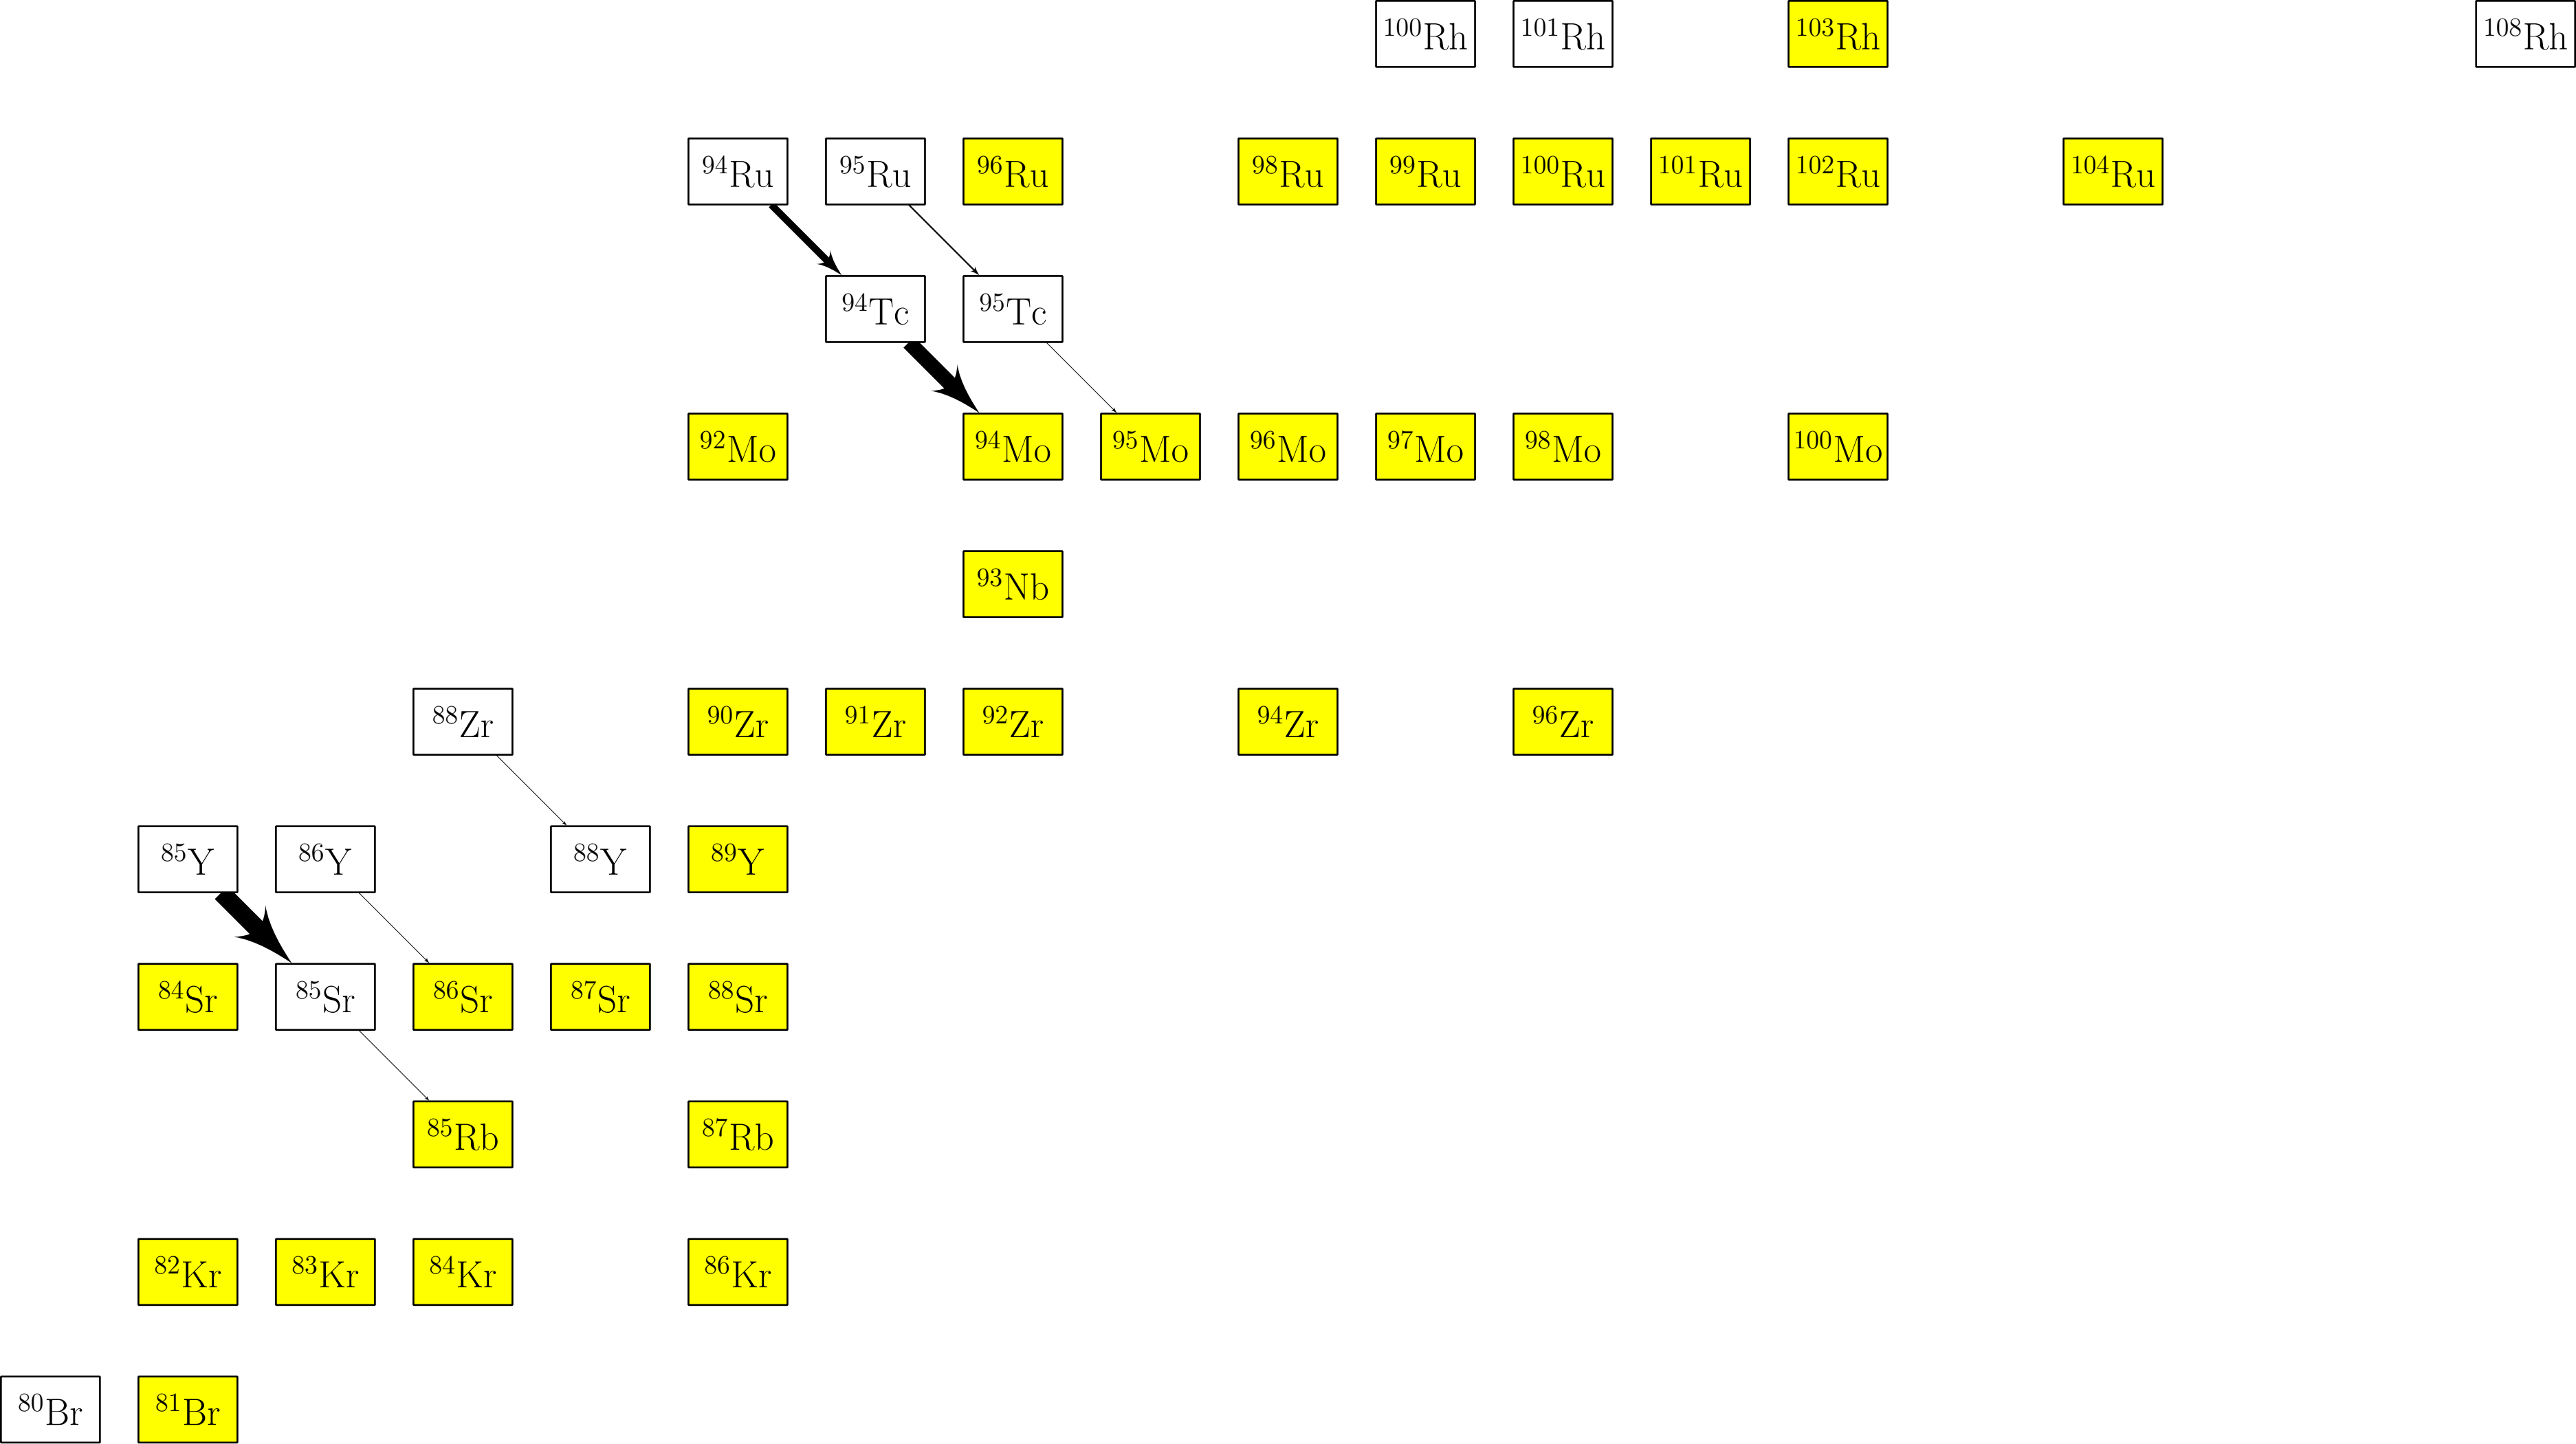 ¹⁰⁰Rh ¹⁰¹Rh ¹⁰³Rh ¹⁰⁸Rh
⁹⁴Ru ⁹⁵Ru ⁹⁶Ru ⁹⁸Ru ⁹⁹Ru ¹⁰⁰Ru ¹⁰¹Ru ¹⁰²Ru ¹⁰⁴Ru
⁹⁴Tc ⁹⁵Tc
⁹²Mo ⁹⁴Mo ⁹⁵Mo ⁹⁶Mo ⁹⁷Mo ⁹⁸Mo ¹⁰⁰Mo
⁹³Nb
⁸⁸Zr ⁹⁰Zr ⁹¹Zr ⁹²Zr ⁹⁴Zr ⁹⁶Zr
⁸⁵Y ⁸⁶Y ⁸⁸Y ⁸⁹Y
⁸⁴Sr ⁸⁵Sr ⁸⁶Sr ⁸⁷Sr ⁸⁸Sr
⁸⁵Rb ⁸⁷Rb
⁸²Kr ⁸³Kr ⁸⁴Kr ⁸⁶Kr
⁸⁰Br ⁸¹Br